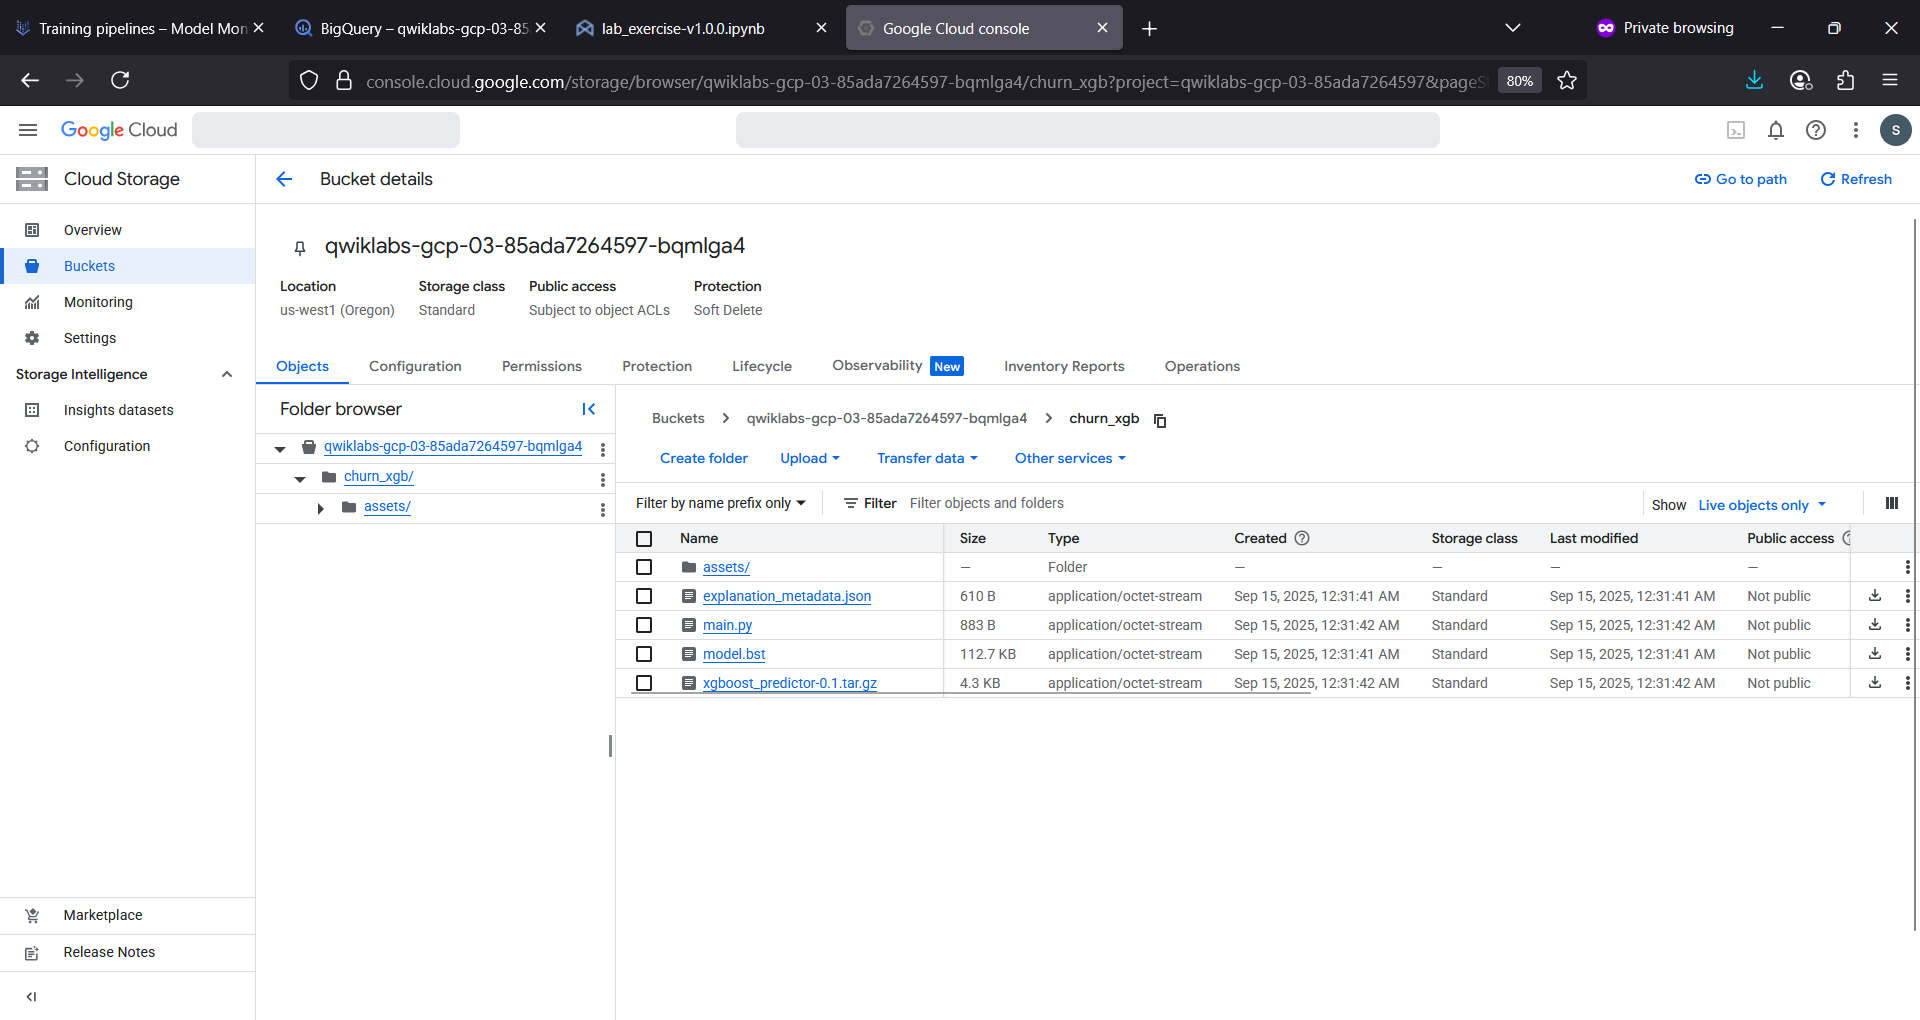 Training pipelines – Model Mon
BigQuery – qwiklabs-gcp-03-85
lab_exercise-v1.0.0.ipynb
Google Cloud console
Private browsing
console.cloud.google.com/storage/browser/qwiklabs-gcp-03-85ada7264597-bqmlga4/churn_xgb?project=qwiklabs-gcp-03-85ada7264597&pageS
80%
Google Cloud
S
Cloud Storage
Bucket details
Go to path
Refresh
Overview
Buckets
Monitoring
Settings
Storage Intelligence
Insights datasets
Configuration
Marketplace
Release Notes
qwiklabs-gcp-03-85ada7264597-bqmlga4
Location Storage class Public access Protection
us-west1 (Oregon) Standard Subject to object ACLs Soft Delete
Objects Configuration Permissions Protection Lifecycle Observability New Inventory Reports Operations
Folder browser
qwiklabs-gcp-03-85ada7264597-bqmlga4
churn_xgb/
assets/
Buckets qwiklabs-gcp-03-85ada7264597-bqmlga4 churn_xgb
Create folder Upload Transfer data Other services
Filter by name prefix only Filter Filter objects and folders Show Live objects only
Name Size Type Created Storage class Last modified Public access
assets/ — Folder — — — —
explanation_metadata.json 610 B application/octet-stream Sep 15, 2025, 12:31:41 AM Standard Sep 15, 2025, 12:31:41 AM Not public
main.py 883 B application/octet-stream Sep 15, 2025, 12:31:42 AM Standard Sep 15, 2025, 12:31:42 AM Not public
model.bst 112.7 KB application/octet-stream Sep 15, 2025, 12:31:41 AM Standard Sep 15, 2025, 12:31:41 AM Not public
xgboost_predictor-0.1.tar.gz 4.3 KB application/octet-stream Sep 15, 2025, 12:31:42 AM Standard Sep 15, 2025, 12:31:42 AM Not public